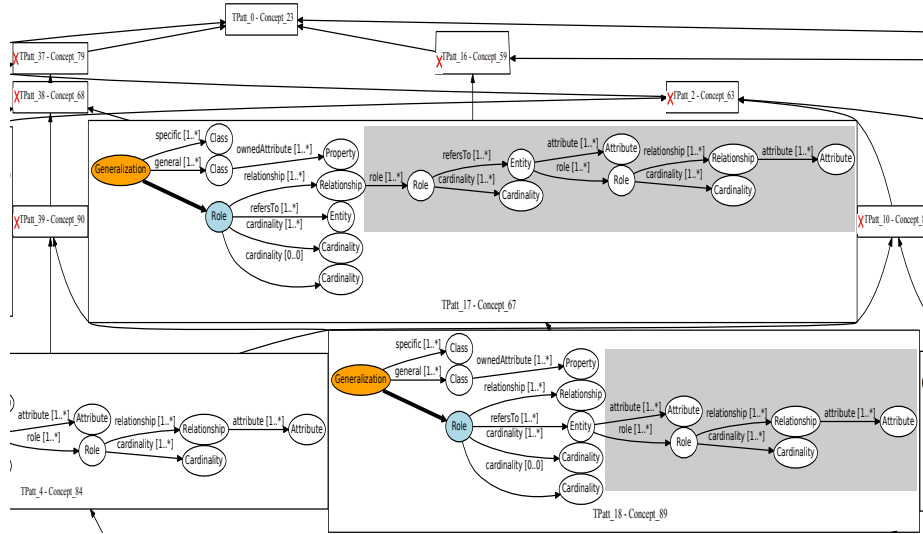 TPatt_0 - Concept_23
TPatt_37 - Concept_79
TPatt_16 - Concept_59
TPatt_38 - Concept_68
TPatt_2 - Concept_63
specific [1..*]
Class
general [1..*]
Class
Generalization
ownedAttribute [1..*]
Property
relationship [1..*]
Relationship
Role
refersTo [1..*]
Entity
cardinality [1..*]
Cardinality
cardinality [0..0]
Cardinality
role [1..*]
Role
refersTo [1..*]
Entity
cardinality [1..*]
Cardinality
attribute [1..*]
Attribute
role [1..*]
Role
relationship [1..*]
Relationship
cardinality [1..*]
Cardinality
attribute [1..*]
Attribute
TPatt_17 - Concept_67
TPatt_39 - Concept_90
TPatt_10 - Concept
attribute [1..*]
Attribute
role [1..*]
Role
relationship [1..*]
Relationship
cardinality [1..*]
Cardinality
attribute [1..*]
Attribute
TPatt_4 - Concept_84
specific [1..*]
Class
general [1..*]
Class
Generalization
ownedAttribute [1..*]
Property
relationship [1..*]
Relationship
Role
refersTo [1..*]
Entity
cardinality [1..*]
Cardinality
cardinality [0..0]
Cardinality
attribute [1..*]
Attribute
role [1..*]
Role
relationship [1..*]
Relationship
cardinality [1..*]
Cardinality
attribute [1..*]
Attribute
TPatt_18 - Concept_89